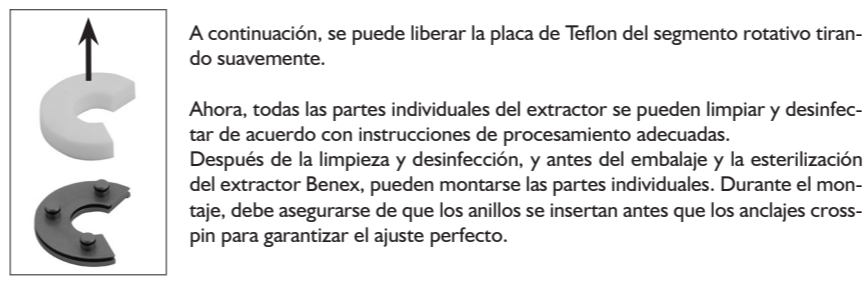 A continuación, se puede liberar la placa de Teflon del segmento rotativo tiran-
do suavemente.
Ahora, todas las partes individuales del extractor se pueden limpiar y desinfec-
tar de acuerdo con instrucciones de procesamiento adecuadas.
Después de la limpieza y desinfección, y antes del embalaje y la esterilización
del extractor Benex, pueden montarse las partes individuales. Durante el mon-
taje, debe asegurarse de que los anillos se insertan antes que los anclajes cross-
pin para garantizar el ajuste perfecto.